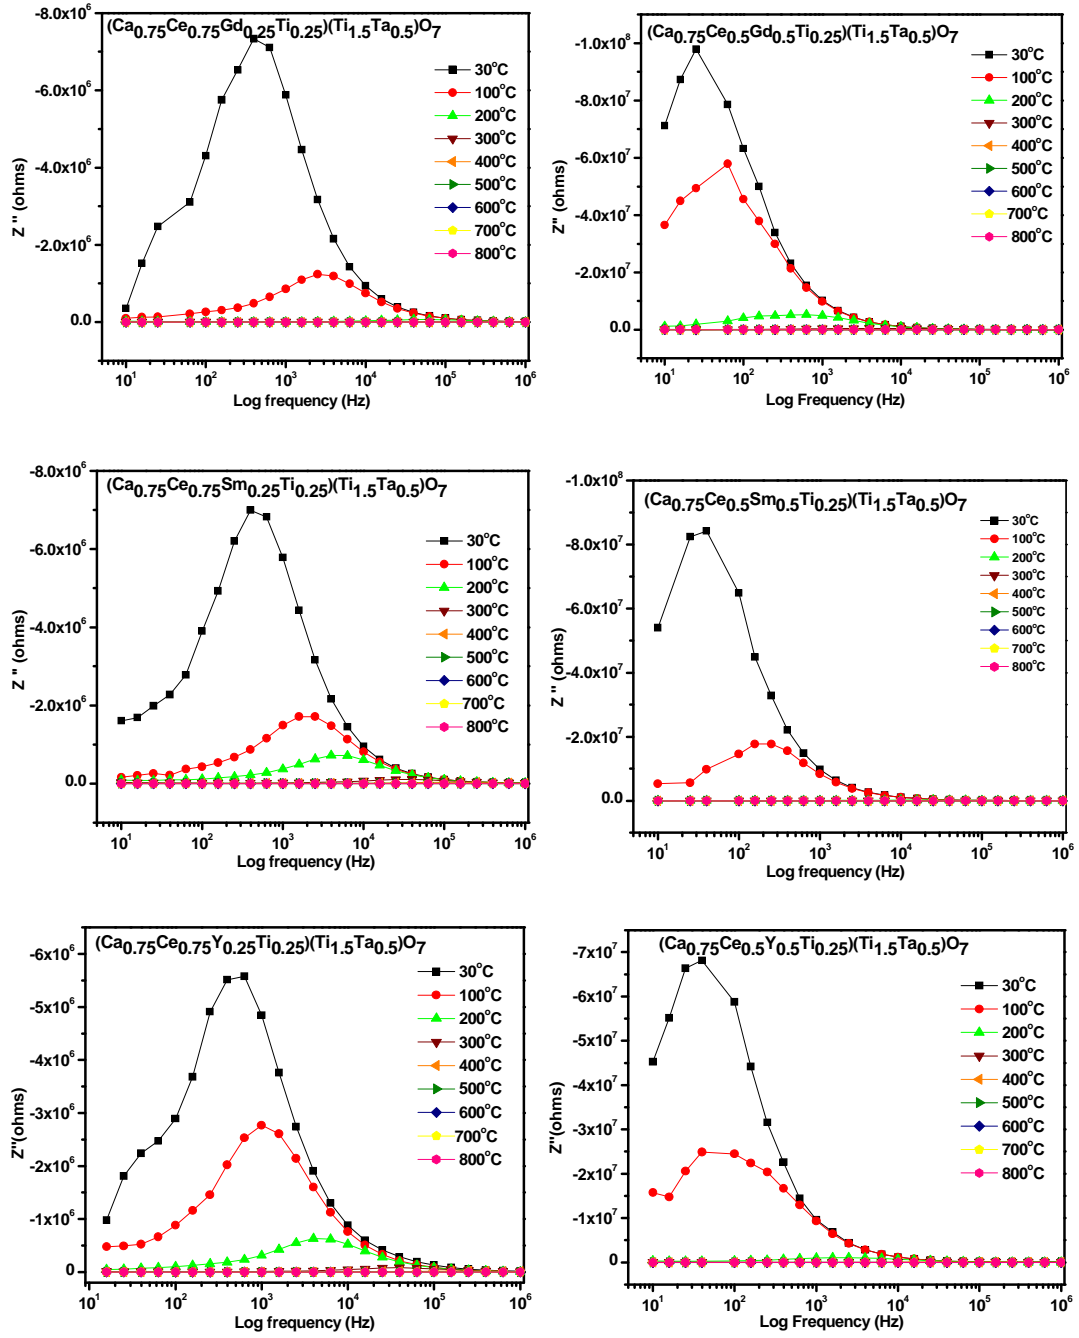 (Ca0.75Ce0.75Gd0.25Ti0.25)(Ti1.5Ta0.5)O7
-8.0x10^6
-6.0x10^6
-4.0x10^6
-2.0x10^6
0.0
Z '' (ohms)
30°C
100°C
200°C
300°C
400°C
500°C
600°C
700°C
800°C
10^1 10^2 10^3 10^4 10^5 10^6
Log frequency (Hz)
(Ca0.75Ce0.5Gd0.5Ti0.25)(Ti1.5Ta0.5)O7
-1.0x10^8
-8.0x10^7
-6.0x10^7
-4.0x10^7
-2.0x10^7
0.0
Z'' (ohms)
30°C
100°C
200°C
300°C
400°C
500°C
600°C
700°C
800°C
10^1 10^2 10^3 10^4 10^5 10^6
Log Frequency (Hz)
(Ca0.75Ce0.75Sm0.25Ti0.25)(Ti1.5Ta0.5)O7
-8.0x10^6
-6.0x10^6
-4.0x10^6
-2.0x10^6
0.0
Z '' (ohms)
30°C
100°C
200°C
300°C
400°C
500°C
600°C
700°C
800°C
10^1 10^2 10^3 10^4 10^5 10^6
Log frequency (Hz)
(Ca0.75Ce0.5Sm0.5Ti0.25)(Ti1.5Ta0.5)O7
-1.0x10^8
-8.0x10^7
-6.0x10^7
-4.0x10^7
-2.0x10^7
0.0
Z '' (ohms)
30°C
100°C
200°C
300°C
400°C
500°C
600°C
700°C
800°C
10^1 10^2 10^3 10^4 10^5 10^6
Log frequency (Hz)
(Ca0.75Ce0.75Y0.25Ti0.25)(Ti1.5Ta0.5)O7
-6x10^6
-5x10^6
-4x10^6
-3x10^6
-2x10^6
-1x10^6
0
Z''(ohms)
30°C
100°C
200°C
300°C
400°C
500°C
600°C
700°C
800°C
10^1 10^2 10^3 10^4 10^5 10^6
Log frequency (Hz)
(Ca0.75Ce0.5Y0.5Ti0.25)(Ti1.5Ta0.5)O7
-7x10^7
-6x10^7
-5x10^7
-4x10^7
-3x10^7
-2x10^7
-1x10^7
0
Z''(ohms)
30°C
100°C
200°C
300°C
400°C
500°C
600°C
700°C
800°C
10^1 10^2 10^3 10^4 10^5 10^6
Log Frequency (Hz)